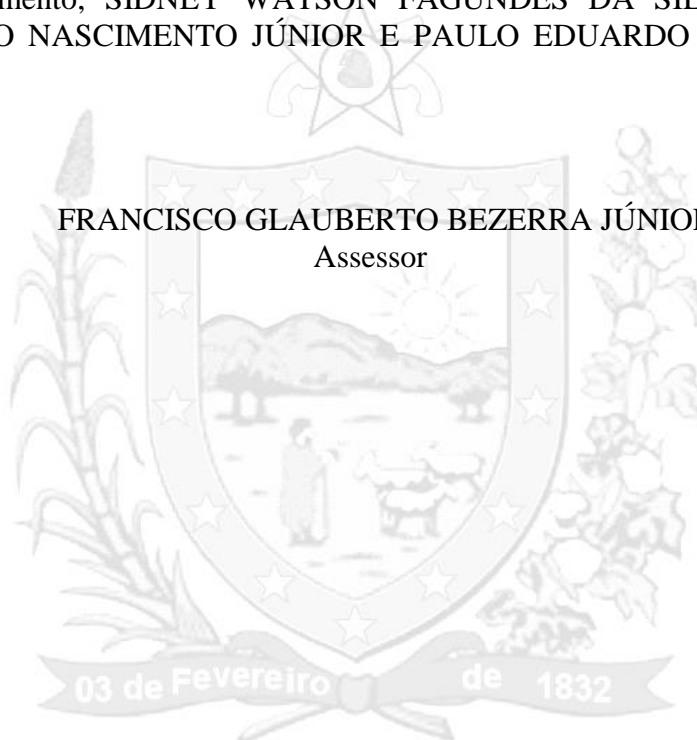 mento, SIDNEY WATSON FAGUNDES DA SIL
O NASCIMENTO JÚNIOR E PAULO EDUARDO
FRANCISCO GLAUBERTO BEZERRA JÚNIOR
Assessor
03 de Fevereiro de 1832